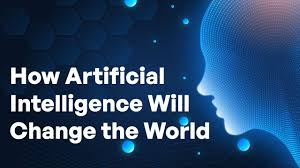 How Artificial
Intelligence Will
Change the World